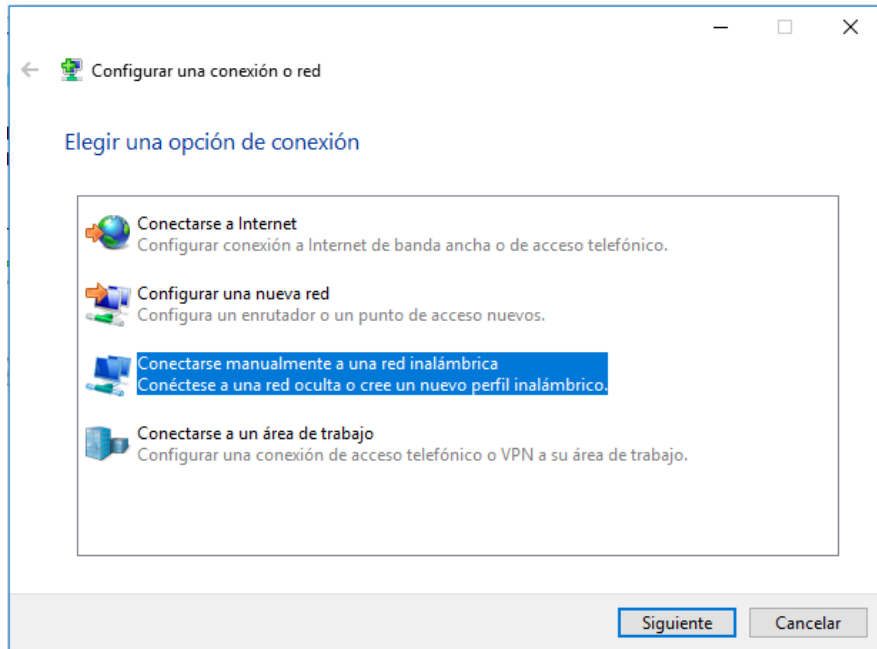 Configurar una conexión o red
Elegir una opción de conexión
Conectarse a Internet
Configurar conexión a Internet de banda ancha o de acceso telefónico.
Configurar una nueva red
Configura un enrutador o un punto de acceso nuevos.
Conectarse manualmente a una red inalámbrica
Conéctese a una red oculta o cree un nuevo perfil inalámbrico.
Conectarse a un área de trabajo
Configurar una conexión de acceso telefónico o VPN a su área de trabajo.
Siguiente
Cancelar